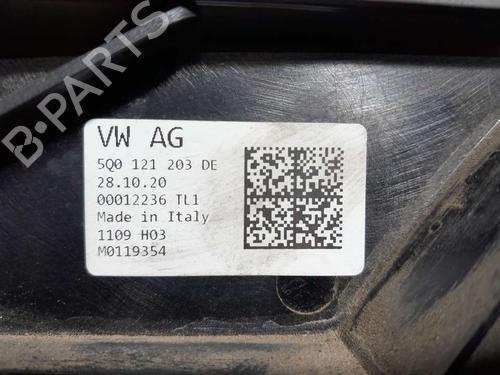 B-PARTS
VW AG
5Q0 121 203 DE
28.10.20
00012236 TL1
Made in Italy
1109 H03
M0119354